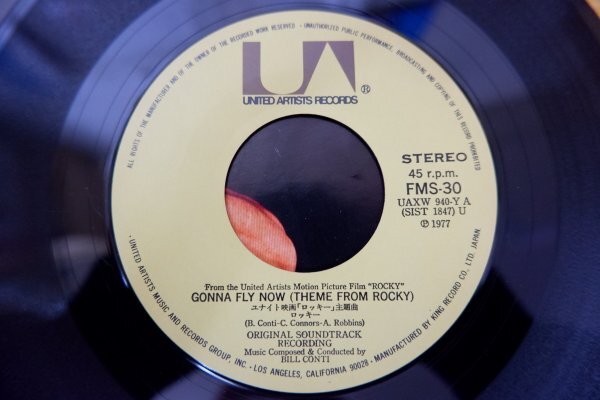 ALL RIGHTS OF THE MANUFACTURER AND OF THE OWNER OF THE RECORDED WORK RESERVED • UNAUTHORIZED PUBLIC PERFORMANCE, BROADCASTING AND COPYING OF THIS RECORD PROHIBITED
UA
UNITED ARTISTS RECORDS ®
STEREO
45 r.p.m.
FMS-30
UAXW 940-Y A
(SIST 1847) U
Ⓟ 1977
From the United Artists Motion Picture Film "ROCKY"
GONNA FLY NOW (THEME FROM ROCKY)
ユナイト映画「ロッキー」主題曲
ロッキー
(B. Conti-C. Connors-A. Robbins)
ORIGINAL SOUNDTRACK
RECORDING
Music Composed & Conducted by
BILL CONTI
• UNITED ARTISTS MUSIC AND RECORDS GROUP, INC. • LOS ANGELES, CALIFORNIA 90028 • MANUFACTURED BY KING RECORD CO. LTD. JAPAN.